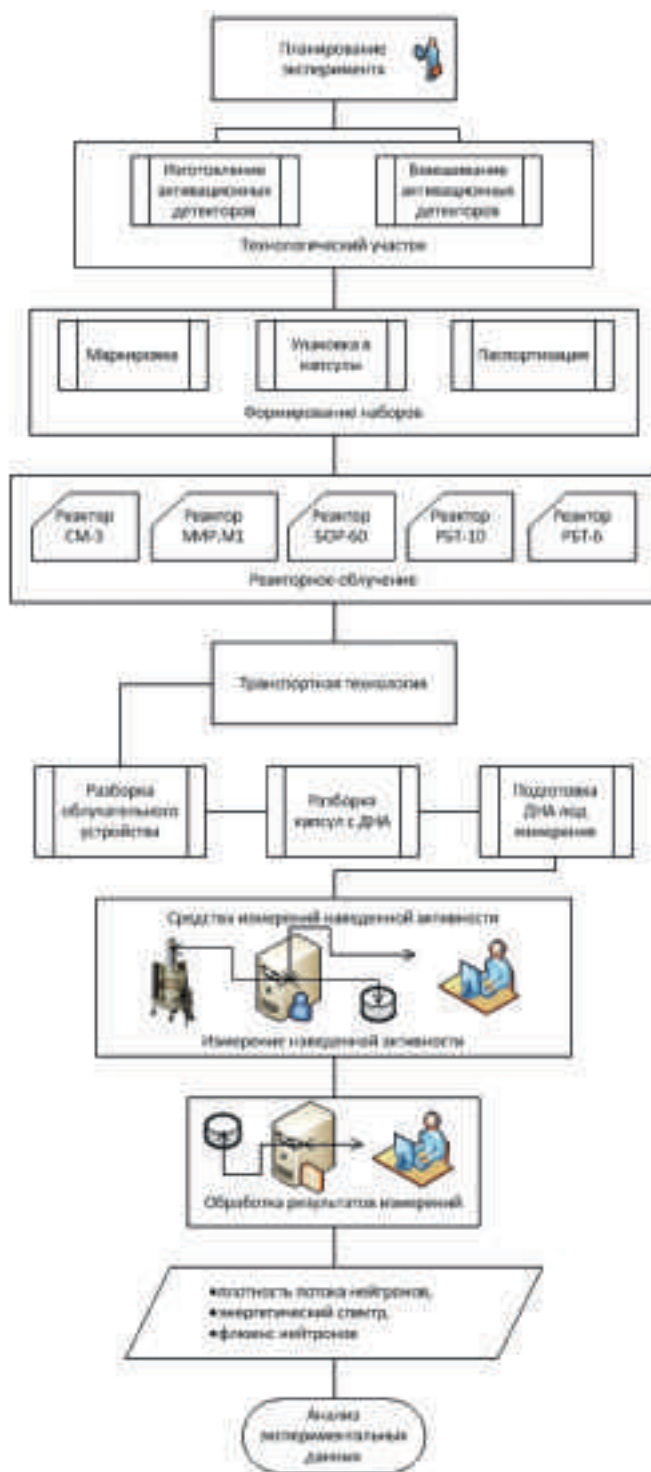 Планирование
эксперимента
Изготовление
активационных
детекторов
Взвешивание
активационных
детекторов
Технологический участок
Маркировка
Упаковка в
капсулы
Паспортизация
Формирование наборов
Реактор
СМ-3
Реактор
МИР.М1
Реактор
БОР-60
Реактор
РБТ-10
Реактор
РБТ-6
Реакторное облучение
Транспортная технология
Разборка
облучательного
устройства
Разборка
капсул с ДНА
Подготовка
ДНА под
измерение
Средства измерений наведенной активности
Измерение наведенной активности
Обработка результатов измерений
•плотность потока нейтронов,
•энергетический спектр,
•флюенс нейтронов
Анализ
экспериментальных
данных